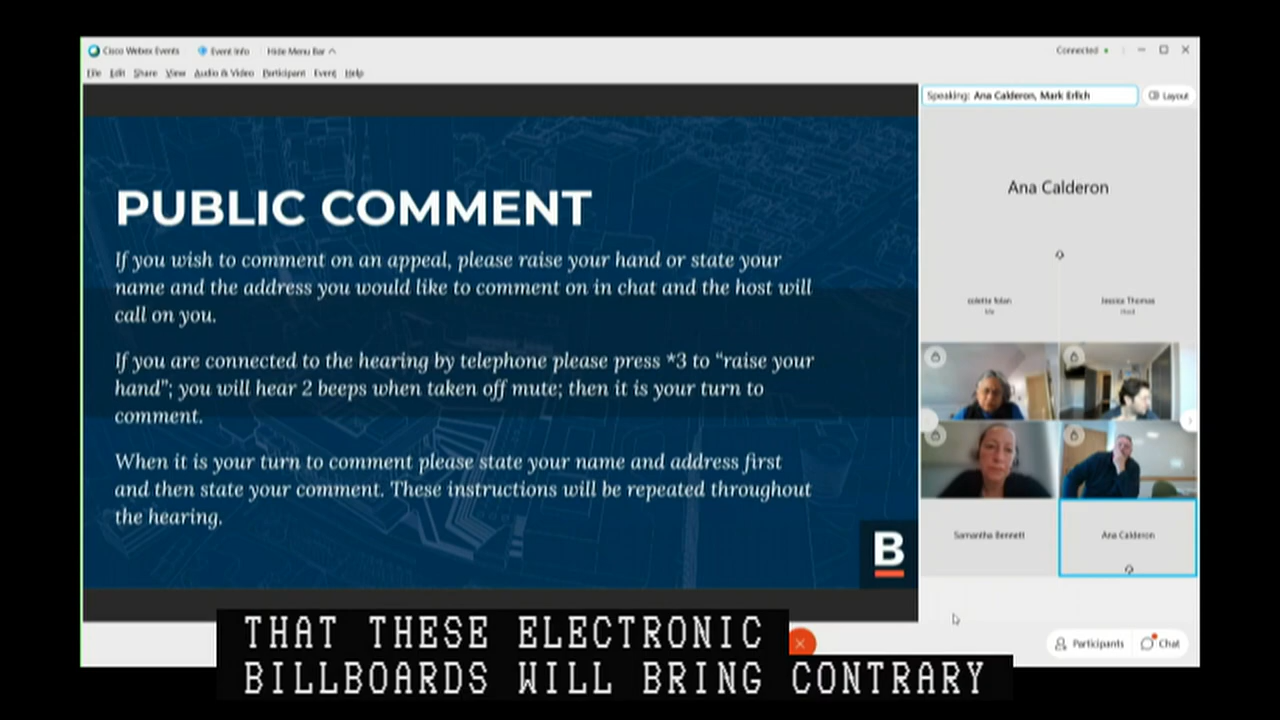 Cisco Webex Events
Event Info
Hide Menu Bar
Connected
File Edit Share View Audio & Video Participant Event Help
Speaking: Ana Calderon, Mark Erlich
Layout
Ana Calderon
PUBLIC COMMENT
If you wish to comment on an appeal, please raise your hand or state your
name and the address you would like to comment on in chat and the host will
call on you.
If you are connected to the hearing by telephone please press *3 to “raise your
hand”; you will hear 2 beeps when taken off mute; then it is your turn to
comment.
When it is your turn to comment please state your name and address first
and then state your comment. These instructions will be repeated throughout
the hearing.
B
Jessica Thomas
Host
Me
Samantha Bennett
Ana Calderon
THAT THESE ELECTRONIC
BILLBOARDS WILL BRING CONTRARY
Participants
Chat